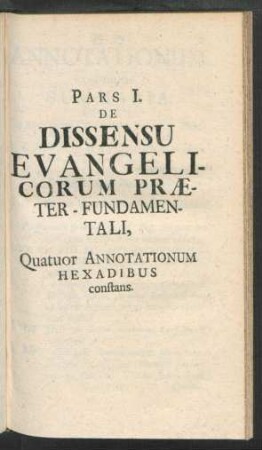 PARS I.
DE
DISSENSU
EVANGELI-
CORUM PRÆ-
TER-FUNDAMEN-
TALI,
Quatuor ANNOTATIONUM
HEXADIBUS
conſtans.